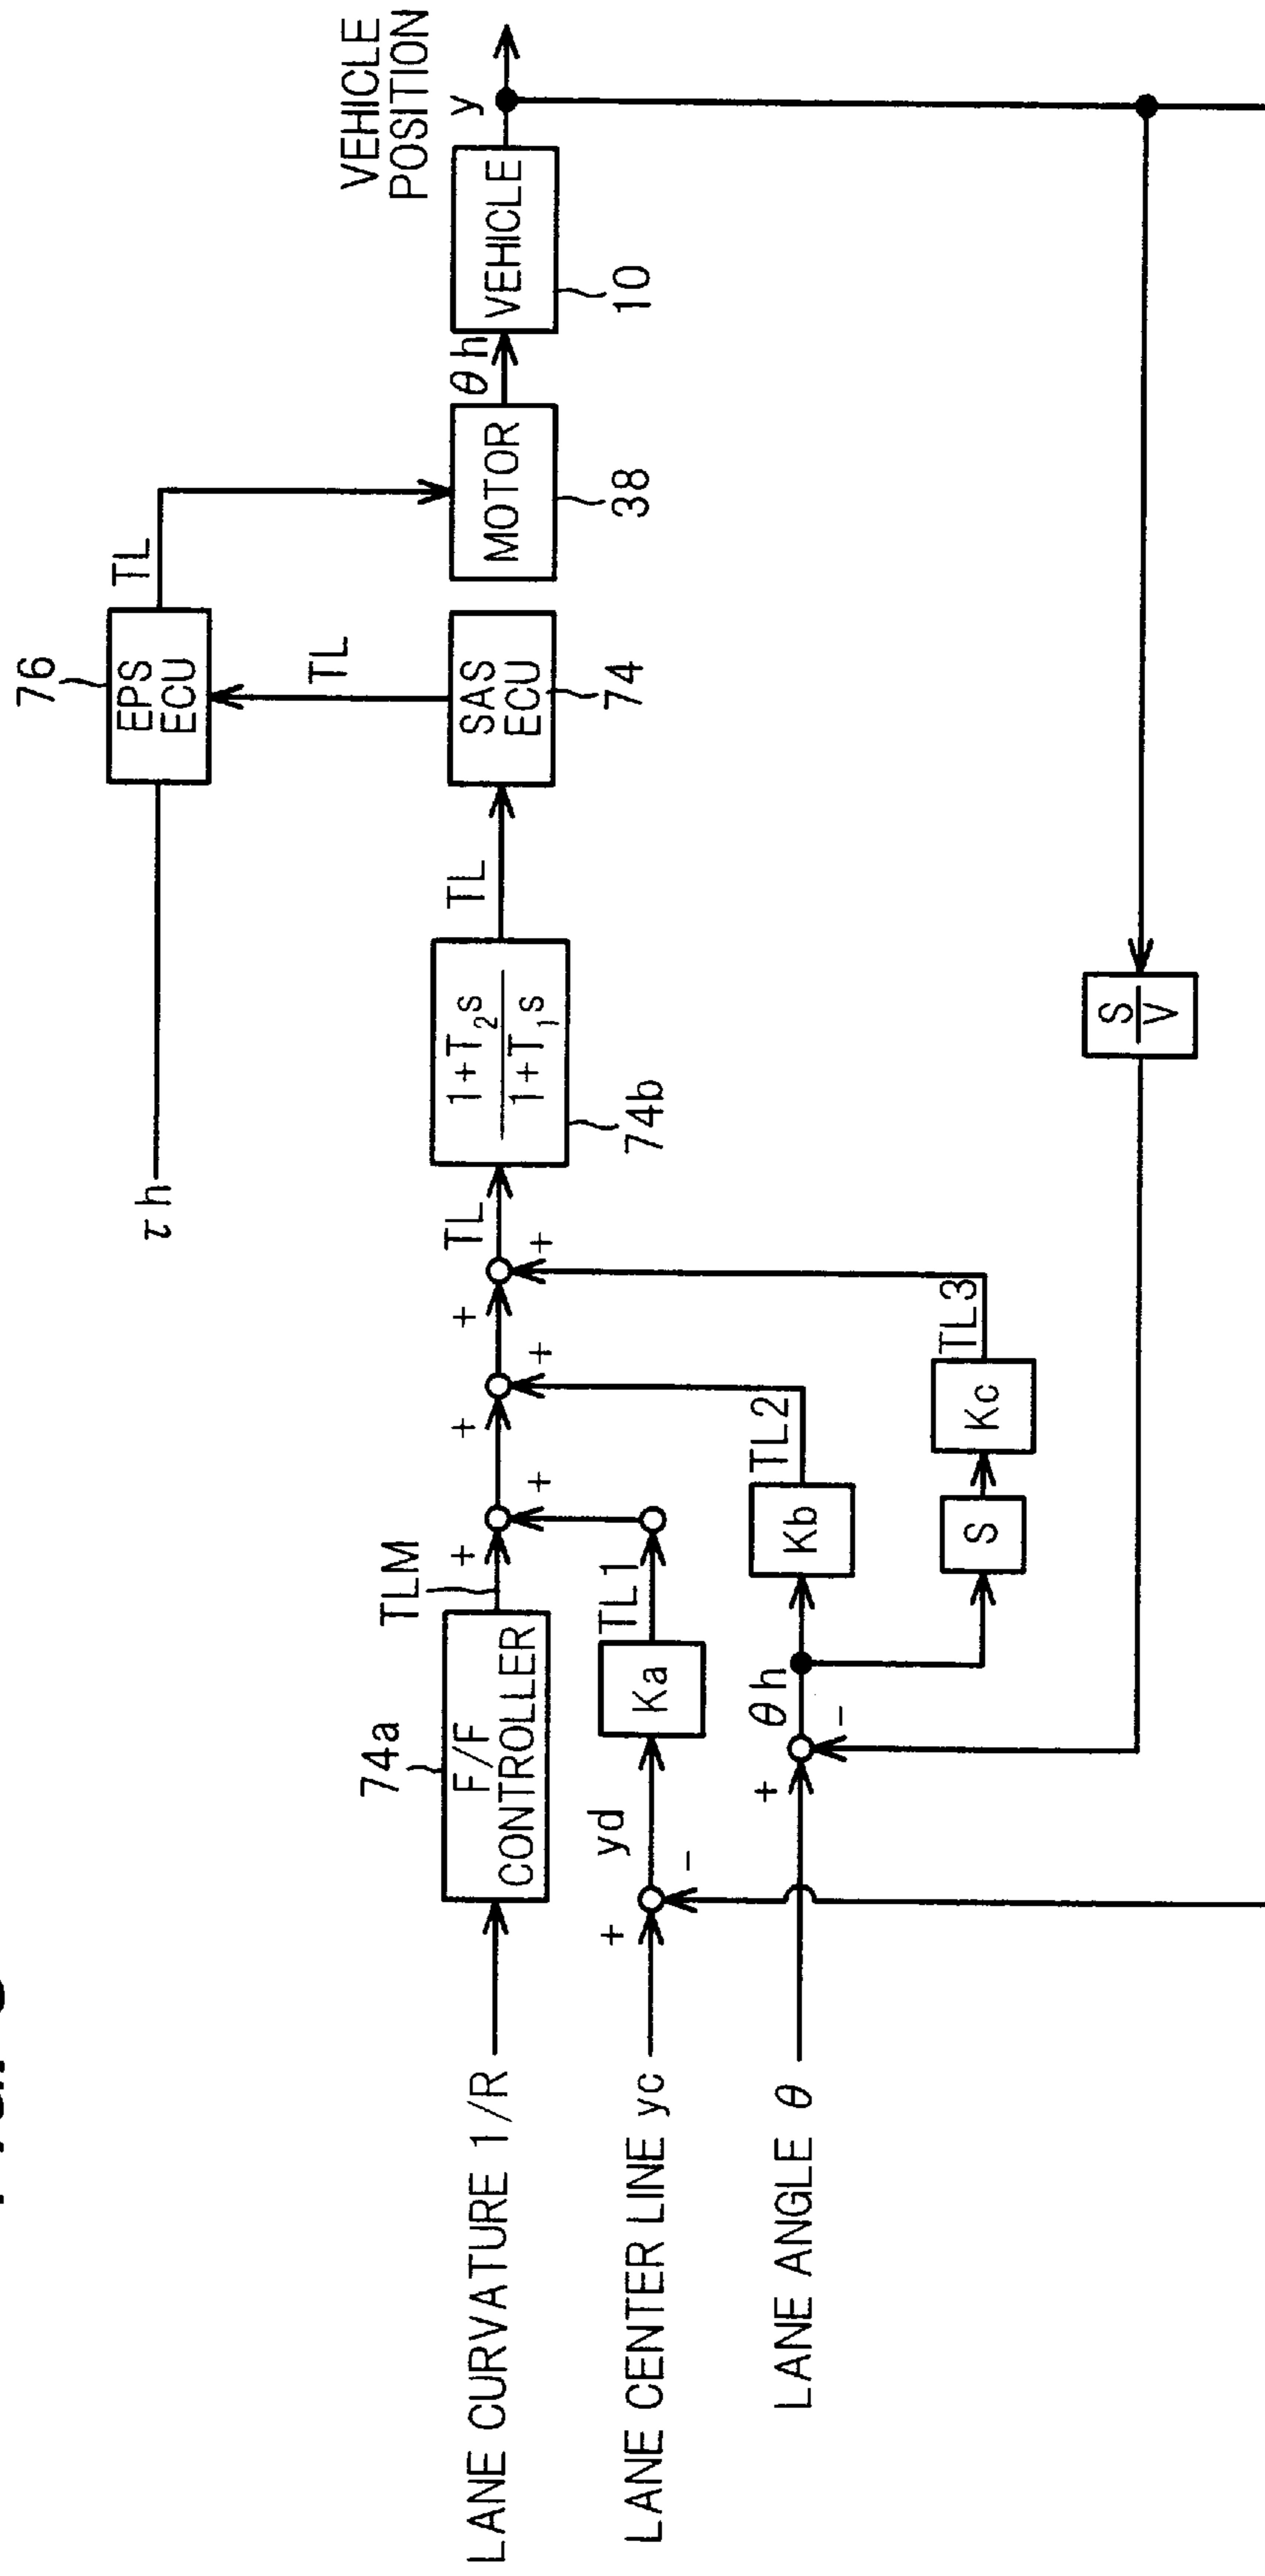 76
EPS
ECU
TL
τh
TL
VEHICLE
POSITION
74a
F/F
CONTROLLER
LANE CURVATURE 1/R
TLM
+
+
+
+
+
+
TL
1+T2s
1+T1s
74b
TL
SAS
ECU
74
MOTOR
38
θh
VEHICLE
10
y
LANE CENTER LINE yc
+
-
yd
Ka
TL1
LANE ANGLE θ
+
-
θh
Kb
TL2
S
Kc
TL3
S
V